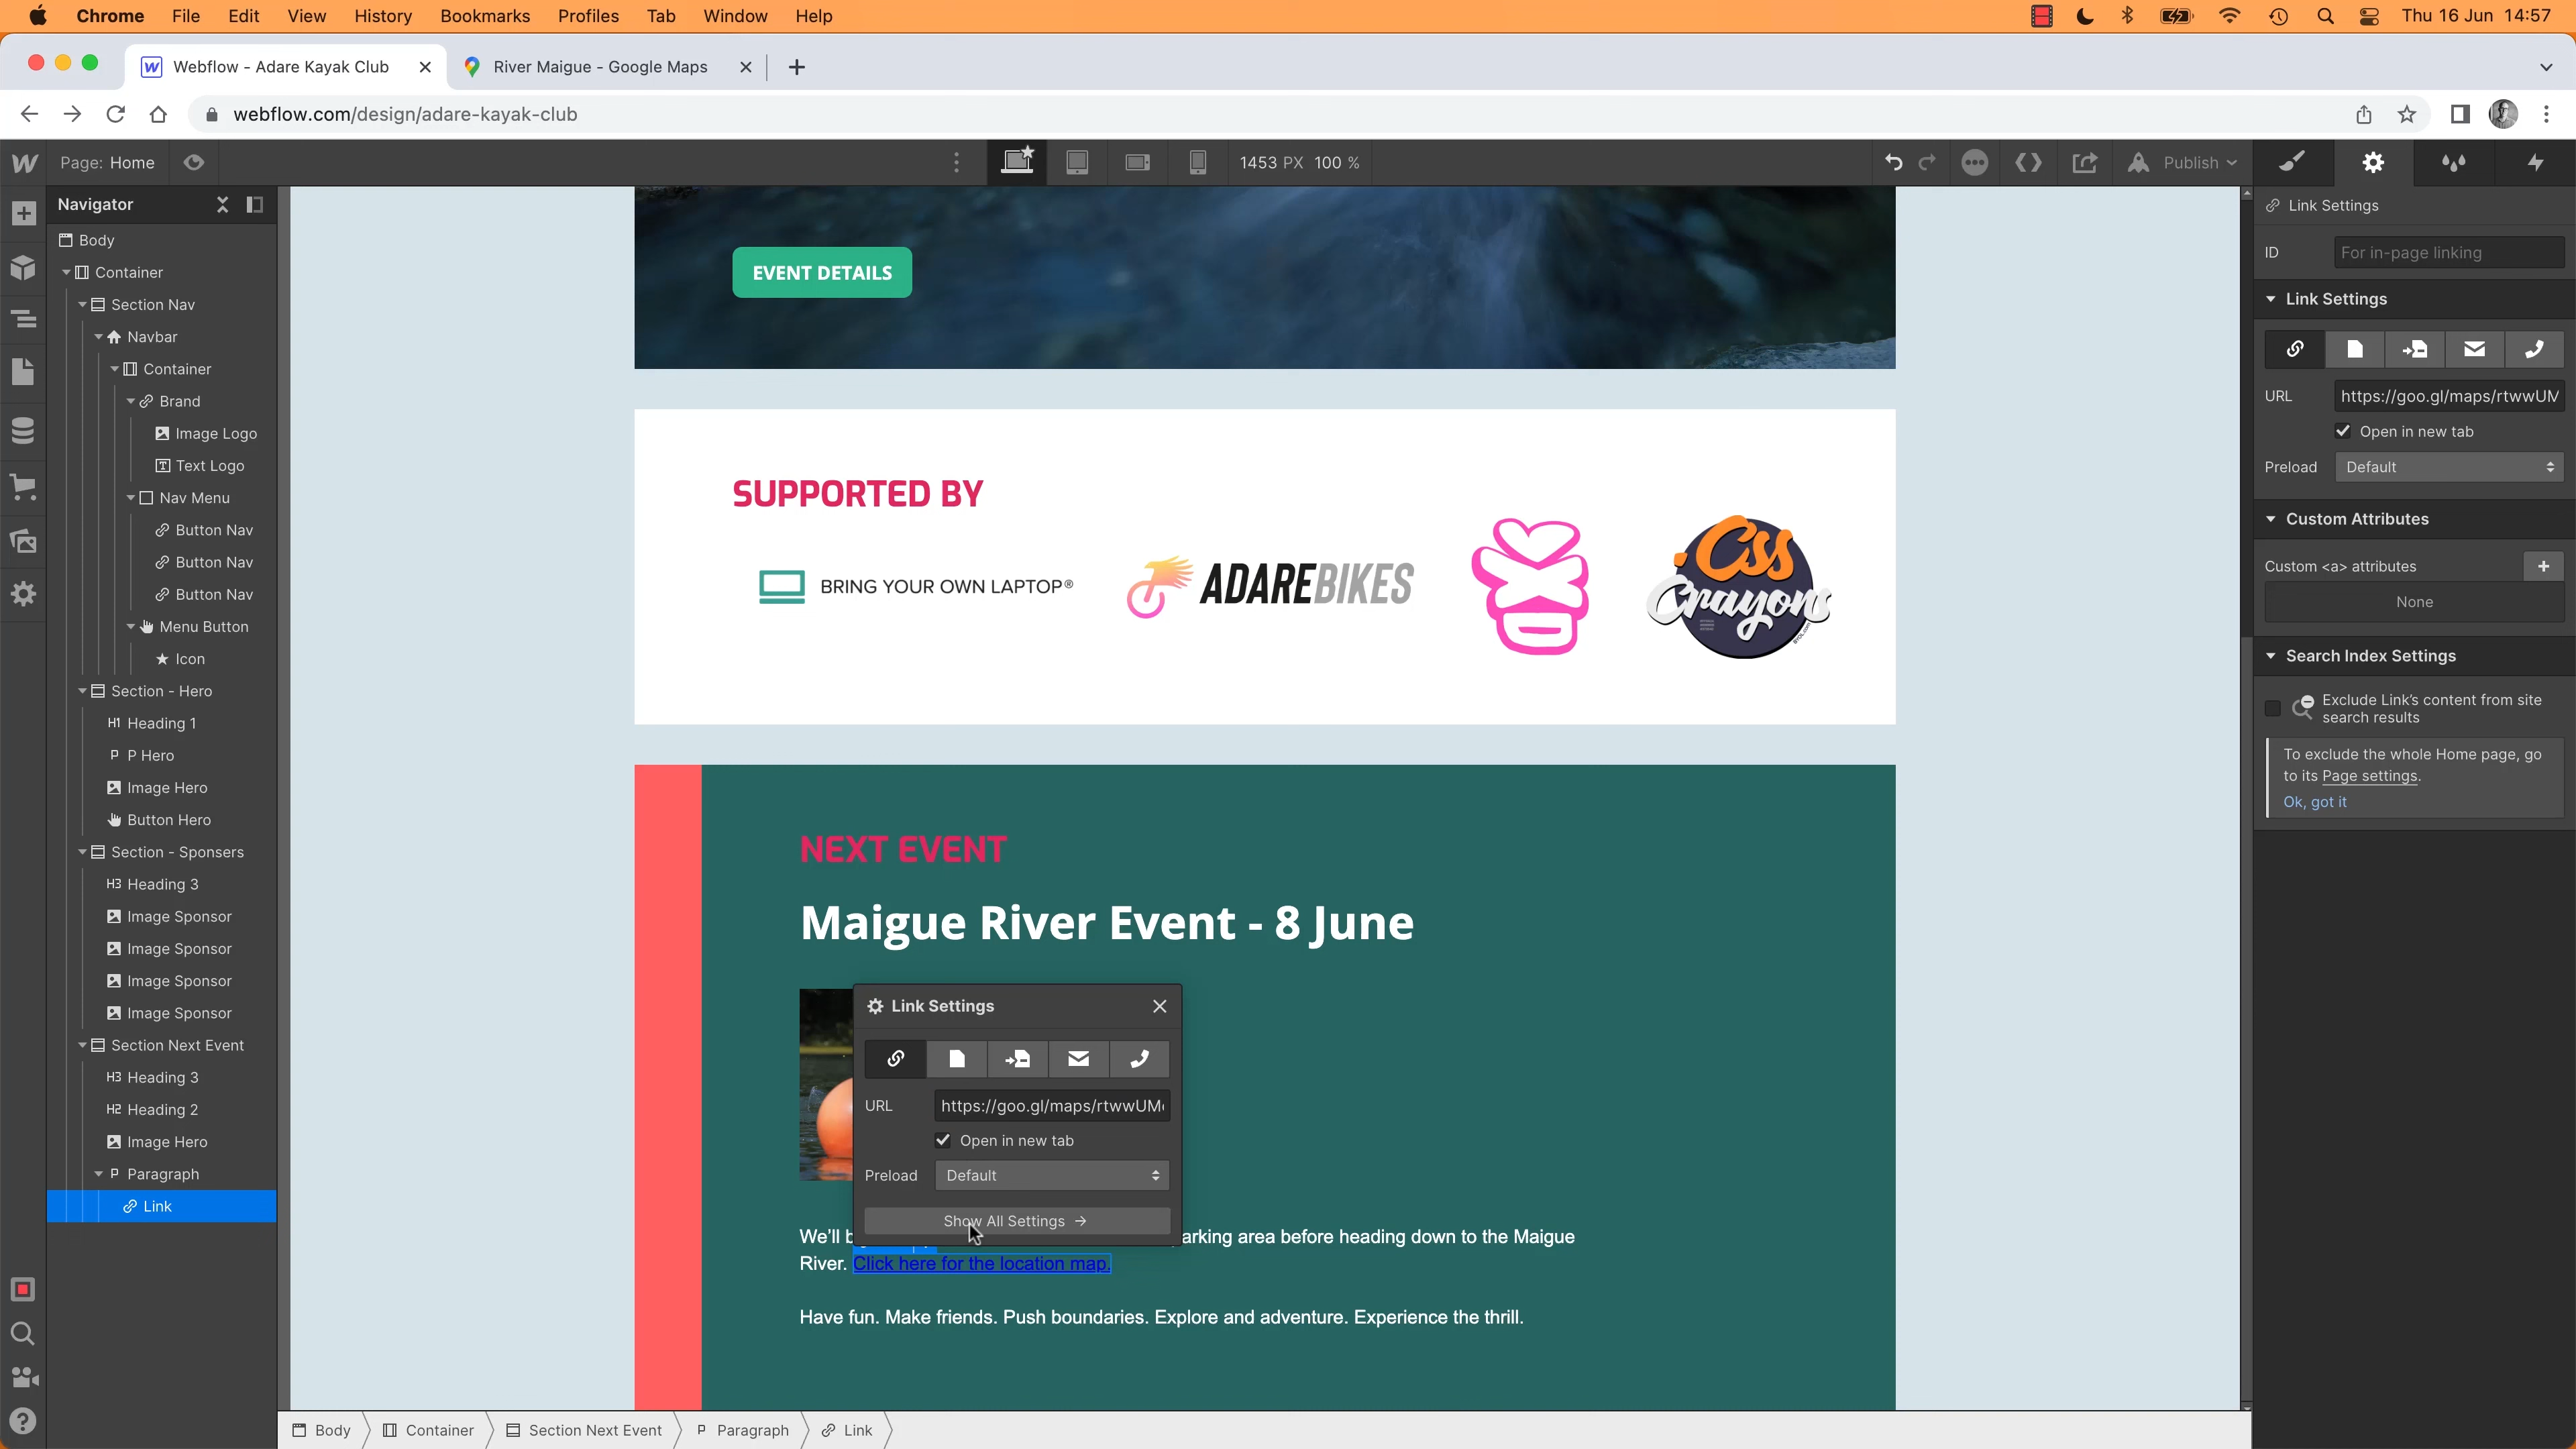 Chrome File Edit View History Bookmarks Profiles Tab Window Help
Thu 16 Jun 14:57
Webflow - Adare Kayak Club
River Maigue - Google Maps
webflow.com/design/adare-kayak-club
Page: Home
1453 PX 100 %
Publish
Navigator
Body
Container
Section Nav
Navbar
Container
Brand
Image Logo
Text Logo
Nav Menu
Button Nav
Button Nav
Button Nav
Menu Button
Icon
Section - Hero
H1 Heading 1
P P Hero
Image Hero
Button Hero
Section - Sponsers
H3 Heading 3
Image Sponsor
Image Sponsor
Image Sponsor
Image Sponsor
Section Next Event
H3 Heading 3
H2 Heading 2
Image Hero
P Paragraph
Link
EVENT DETAILS
SUPPORTED BY
BRING YOUR OWN LAPTOP®
ADAREBIKES
Css
Crayons
NEXT EVENT
Maigue River Event - 8 June
Link Settings
URL https://goo.gl/maps/rtwwUM
Open in new tab
Preload Default
Show All Settings
We'll
arking area before heading down to the Maigue
River. Click here for the location map.
Have fun. Make friends. Push boundaries. Explore and adventure. Experience the thrill.
Body Container Section Next Event P Paragraph Link
Link Settings
ID For in-page linking
Link Settings
URL https://goo.gl/maps/rtwwUM
Open in new tab
Preload Default
Custom Attributes
Custom <a> attributes
None
Search Index Settings
Exclude Link's content from site
search results
To exclude the whole Home page, go
to its Page settings.
Ok, got it